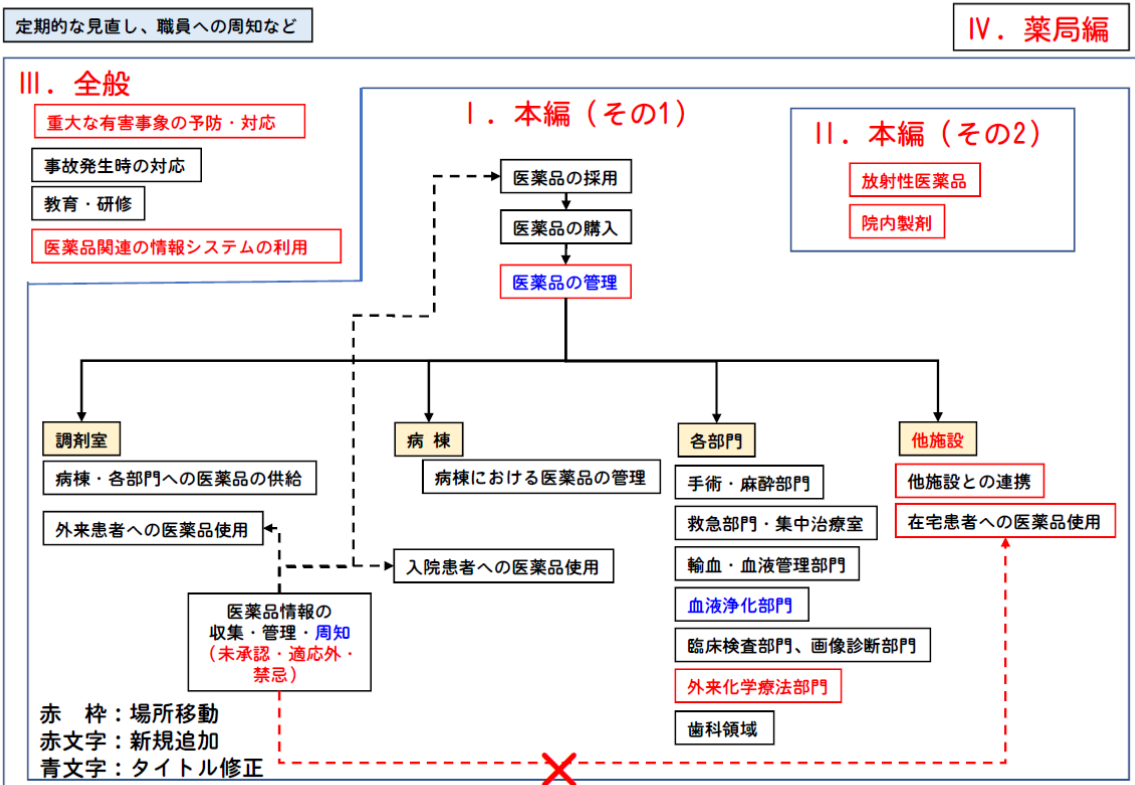 定期的な見直し、職員への周知など
Ⅳ．薬局編
Ⅲ．全般
重大な有害事象の予防・対応
事故発生時の対応
教育・研修
医薬品関連の情報システムの利用
Ⅰ．本編（その1）
Ⅱ．本編（その2）
放射性医薬品
院内製剤
医薬品の採用
医薬品の購入
医薬品の管理
調剤室
病棟・各部門への医薬品の供給
外来患者への医薬品使用
病 棟
病棟における医薬品の管理
入院患者への医薬品使用
各部門
手術・麻酔部門
救急部門・集中治療室
輸血・血液管理部門
血液浄化部門
臨床検査部門、画像診断部門
外来化学療法部門
歯科領域
他施設
他施設との連携
在宅患者への医薬品使用
医薬品情報の
収集・管理・周知
（未承認・適応外・
禁忌）
赤　枠：場所移動
赤文字：新規追加
青文字：タイトル修正